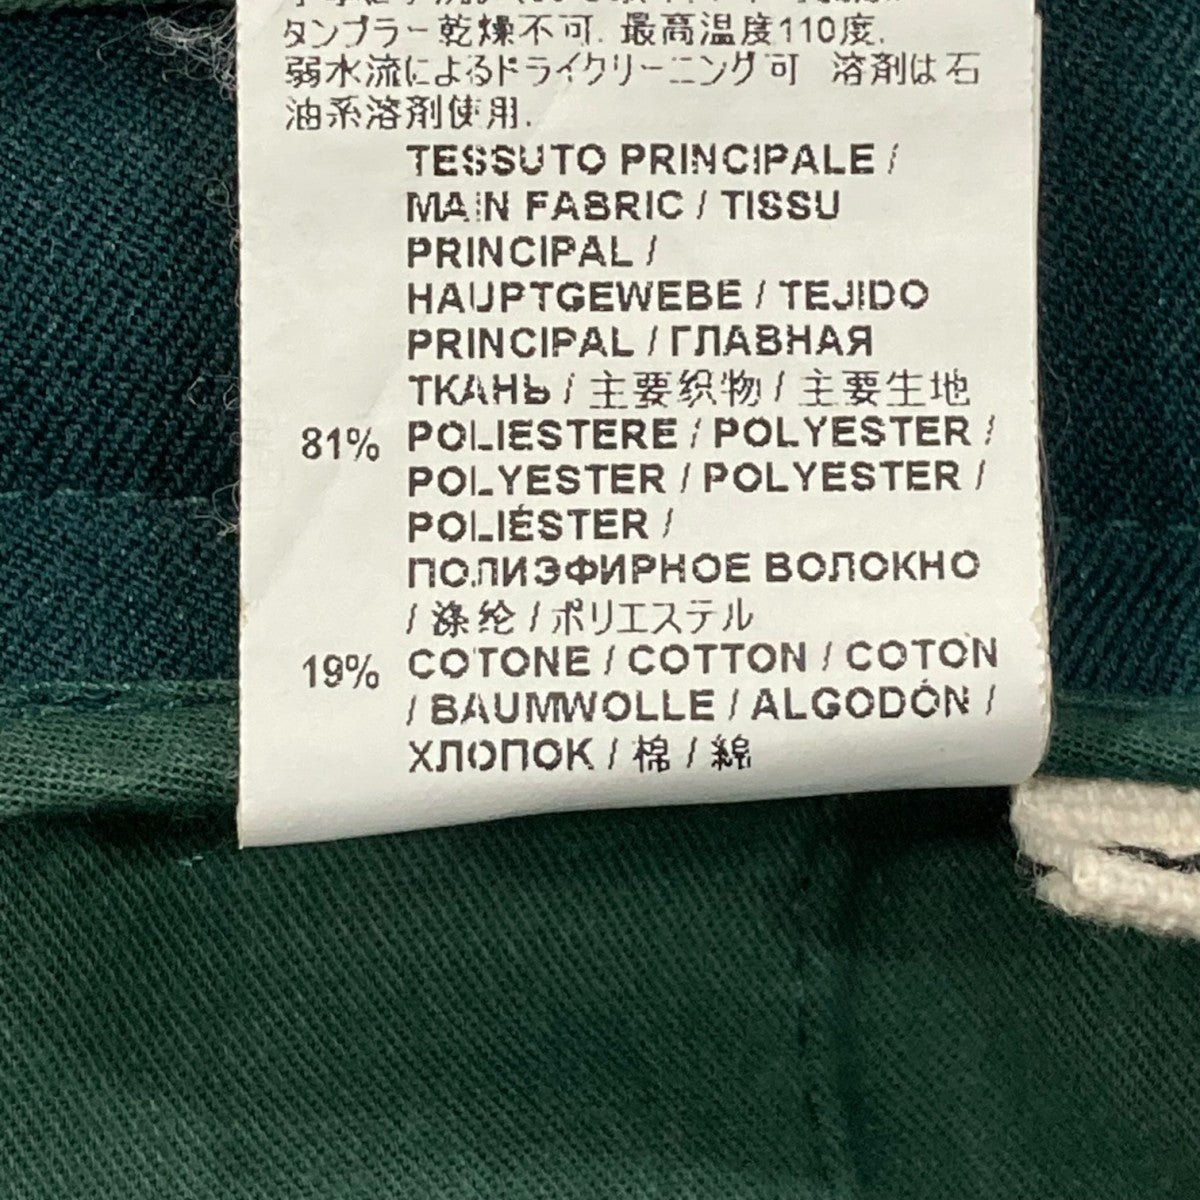 タンブラー乾燥不可. 最高温度110度.
弱水流によるドライクリーニング可 溶剤は石
油系溶剤使用.
TESSUTO PRINCIPALE /
MAIN FABRIC / TISSU
PRINCIPAL /
HAUPTGEWEBE / TEJIDO
PRINCIPAL / ГЛАВНАЯ
ТКАНЬ / 主要织物 / 主要生地
81% POLIESTERE / POLYESTER /
POLYESTER / POLYESTER /
POLIÉSTER /
ПОЛИЭФИРНОЕ ВОЛОКНО
/ 涤纶 / ポリエステル
19% COTONE / COTTON / COTON
/ BAUMWOLLE / ALGODÓN /
ХЛОПОК / 棉 / 綿